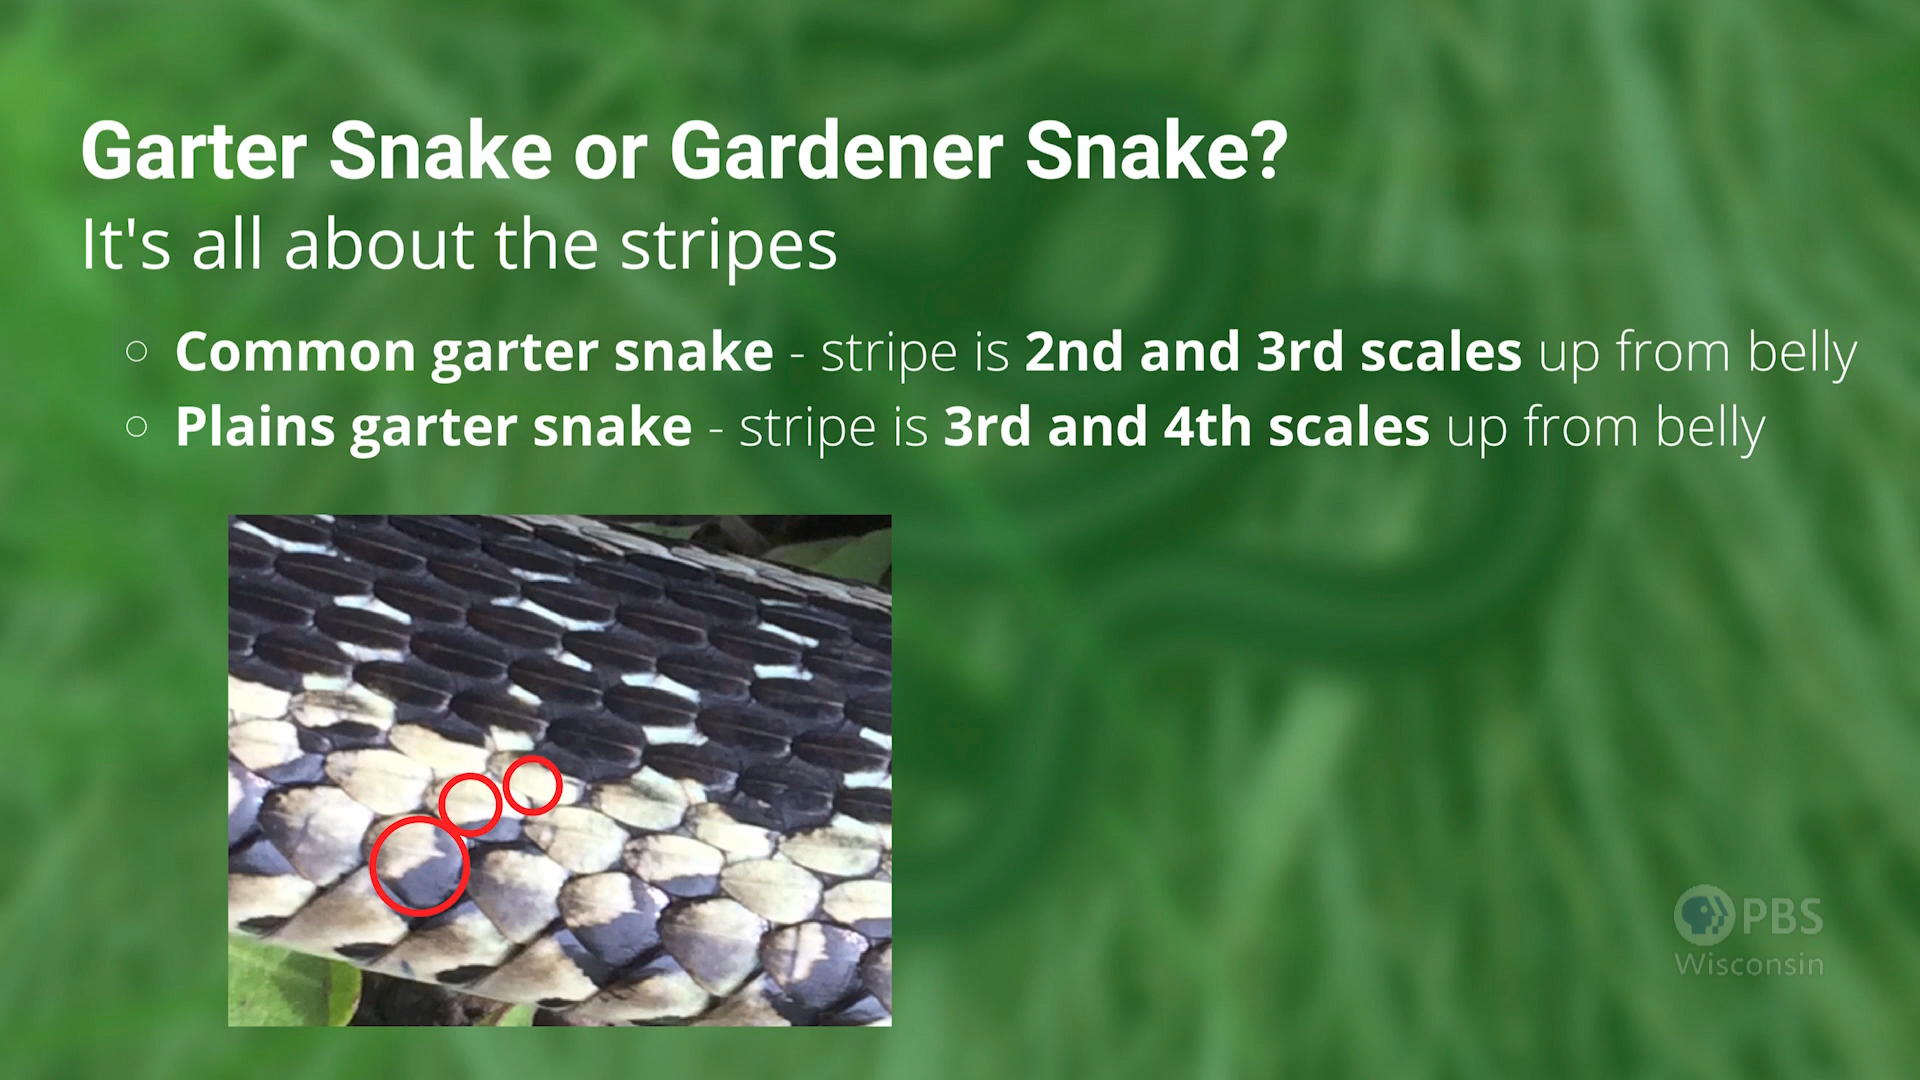 Garter Snake or Gardener Snake?
It's all about the stripes
Common garter snake - stripe is 2nd and 3rd scales up from belly
Plains garter snake - stripe is 3rd and 4th scales up from belly
PBS
Wisconsin